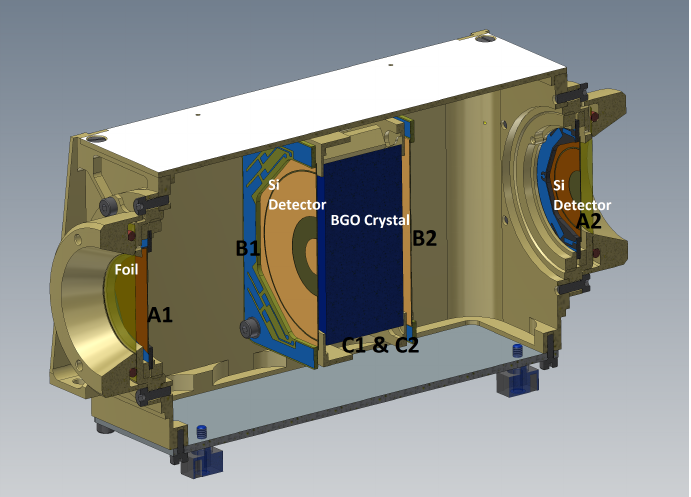 Si
Detector
Si
Detector
BGO Crystal
A2
B1
B2
Foil
A1
C1 & C2